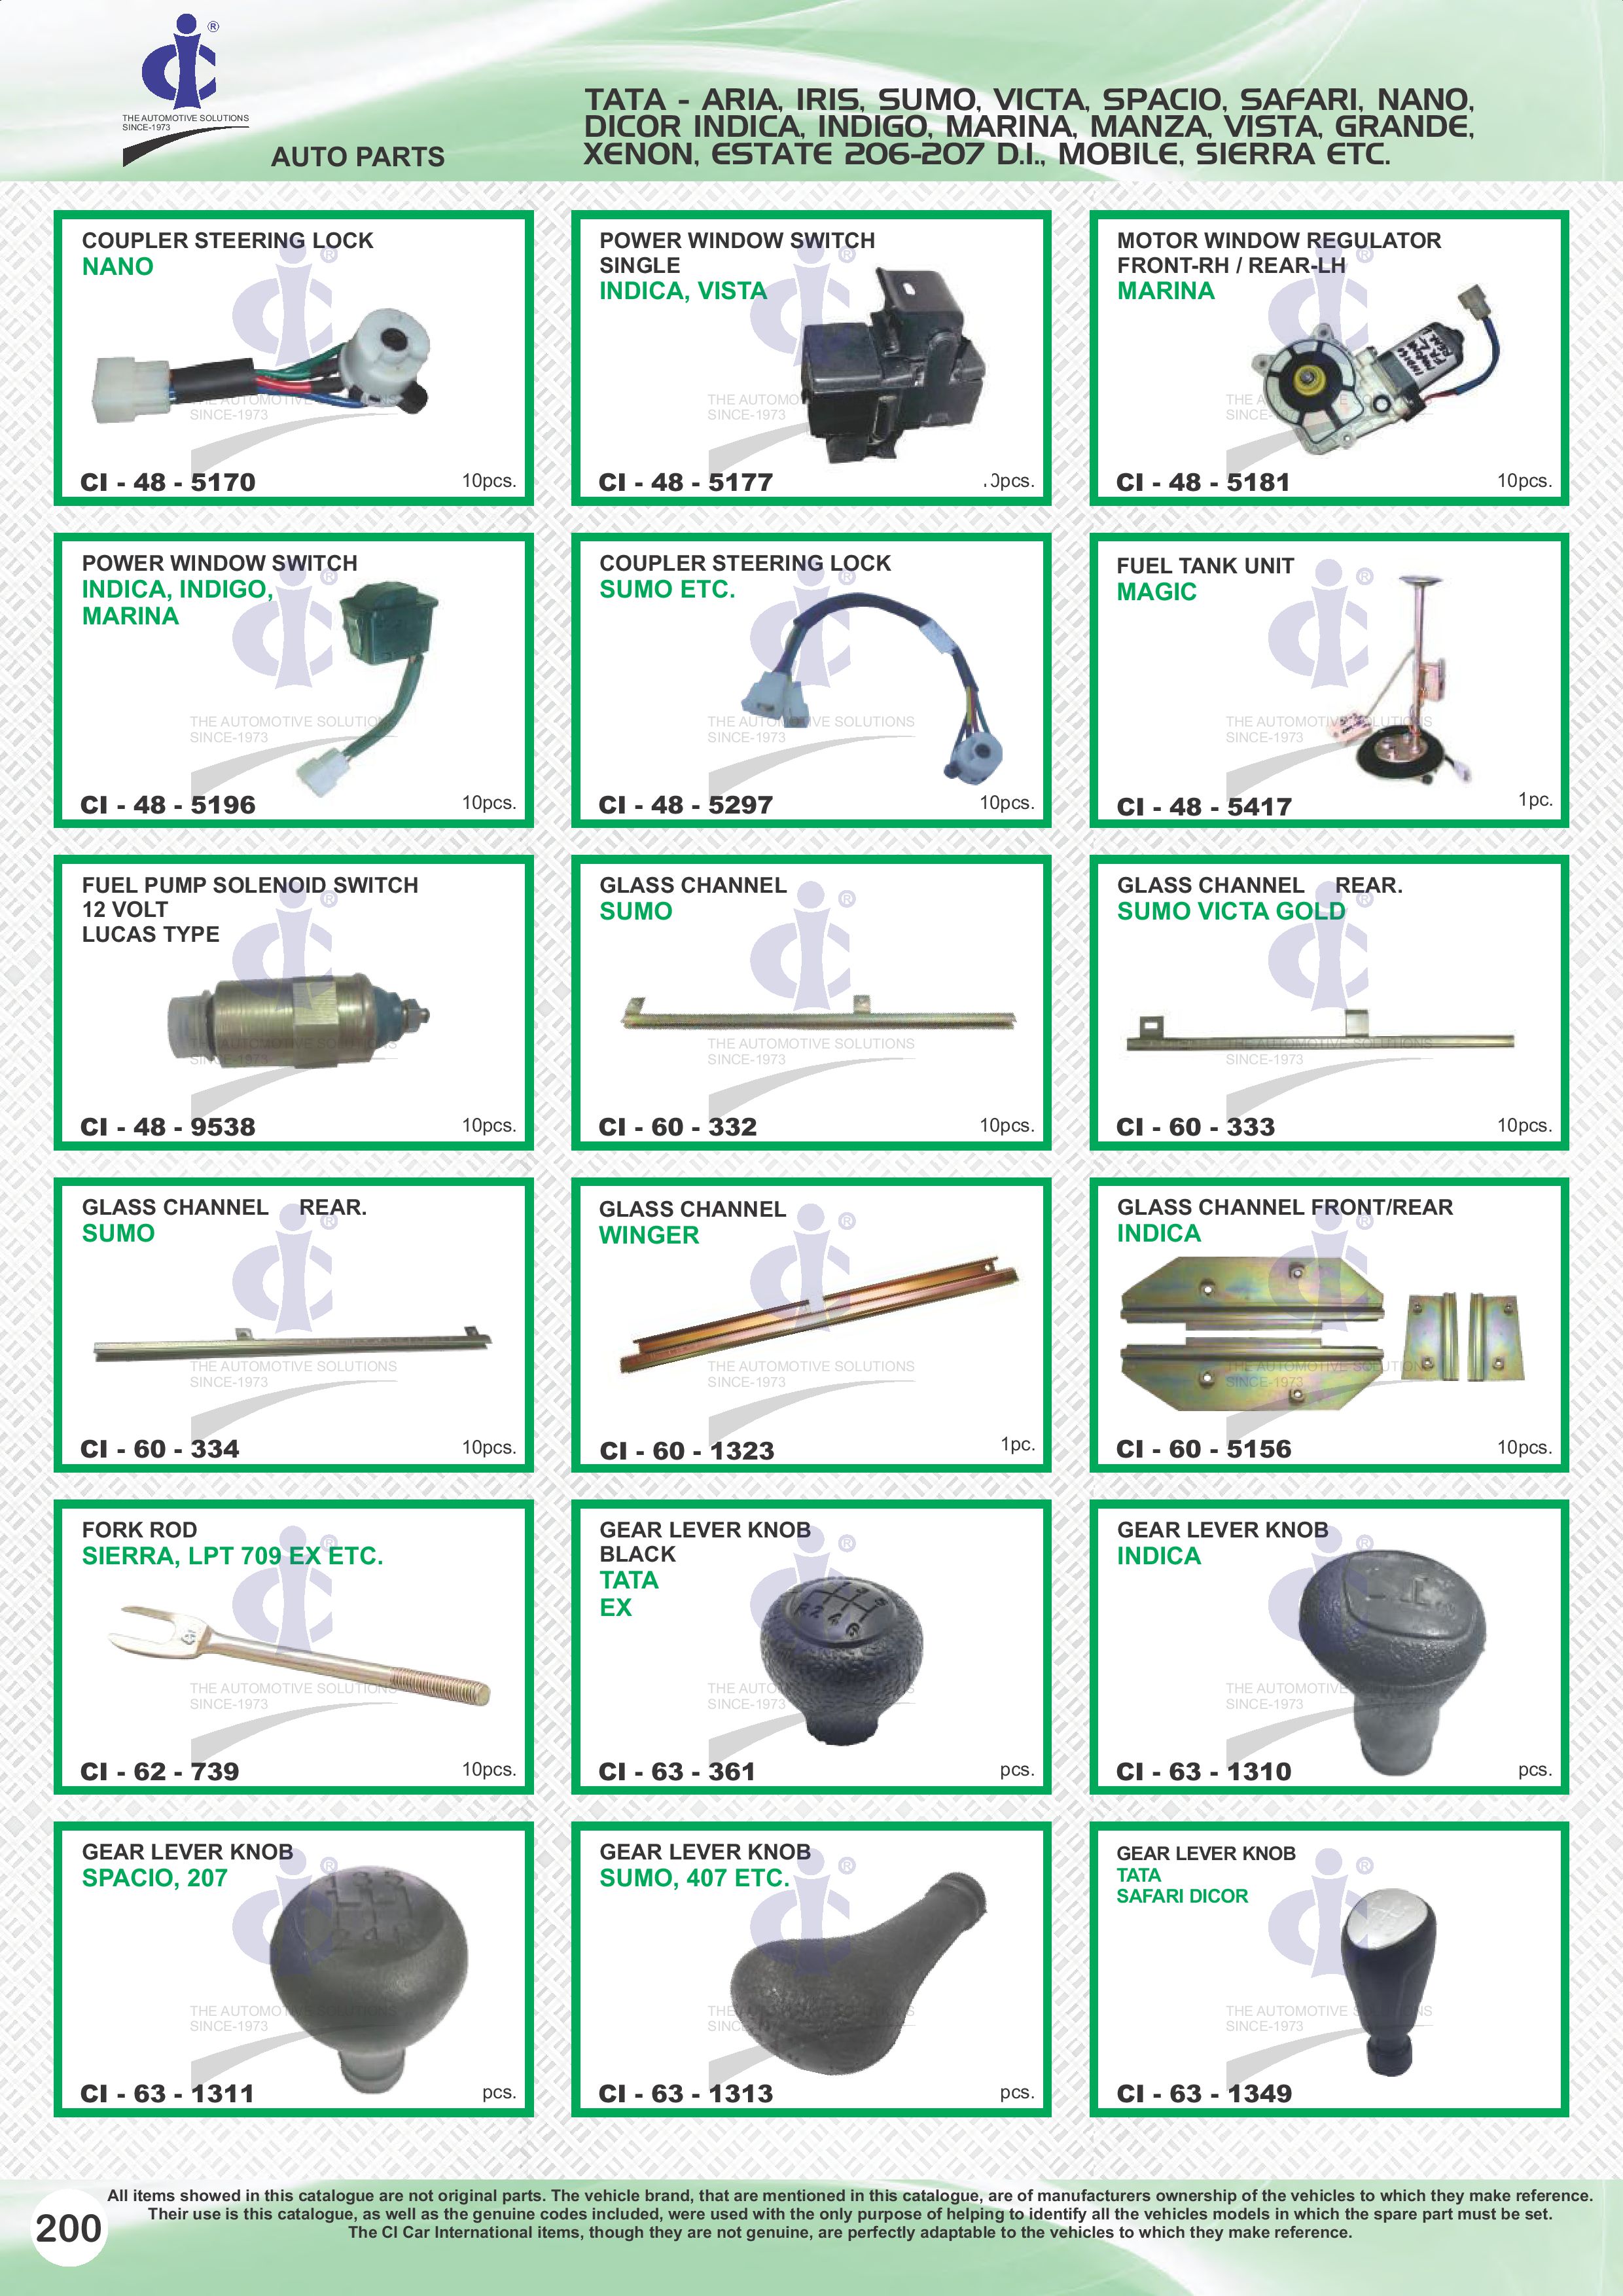 ®
THE AUTOMOTIVE SOLUTIONS
SINCE-1973
AUTO PARTS
TATA - ARIA, IRIS, SUMO, VICTA, SPACIO, SAFARI, NANO,
DICOR INDICA, INDIGO, MARINA, MANZA, VISTA, GRANDE,
XENON, ESTATE 206-207 D.I., MOBILE, SIERRA ETC.
COUPLER STEERING LOCK
NANO
CI - 48 - 5170
10pcs.
POWER WINDOW SWITCH
SINGLE
INDICA, VISTA
CI - 48 - 5177
0pcs.
MOTOR WINDOW REGULATOR
FRONT-RH / REAR-LH
MARINA
CI - 48 - 5181
10pcs.
POWER WINDOW SWITCH
INDICA, INDIGO,
MARINA
CI - 48 - 5196
10pcs.
COUPLER STEERING LOCK
SUMO ETC.
CI - 48 - 5297
10pcs.
FUEL TANK UNIT
MAGIC
CI - 48 - 5417
1pc.
FUEL PUMP SOLENOID SWITCH
12 VOLT
LUCAS TYPE
CI - 48 - 9538
10pcs.
GLASS CHANNEL
SUMO
CI - 60 - 332
10pcs.
GLASS CHANNEL REAR.
SUMO VICTA GOLD
CI - 60 - 333
10pcs.
GLASS CHANNEL REAR.
SUMO
CI - 60 - 334
10pcs.
GLASS CHANNEL
WINGER
CI - 60 - 1323
1pc.
GLASS CHANNEL FRONT/REAR
INDICA
CI - 60 - 5156
10pcs.
FORK ROD
SIERRA, LPT 709 EX ETC.
CI - 62 - 739
10pcs.
GEAR LEVER KNOB
BLACK
TATA
EX
CI - 63 - 361
pcs.
GEAR LEVER KNOB
INDICA
CI - 63 - 1310
pcs.
GEAR LEVER KNOB
SPACIO, 207
CI - 63 - 1311
pcs.
GEAR LEVER KNOB
SUMO, 407 ETC.
CI - 63 - 1313
pcs.
GEAR LEVER KNOB
TATA
SAFARI DICOR
CI - 63 - 1349
200
All items showed in this catalogue are not original parts. The vehicle brand, that are mentioned in this catalogue, are of manufacturers ownership of the vehicles to which they make reference.
Their use is this catalogue, as well as the genuine codes included, were used with the only purpose of helping to identify all the vehicles models in which the spare part must be set.
The CI Car International items, though they are not genuine, are perfectly adaptable to the vehicles to which they make reference.